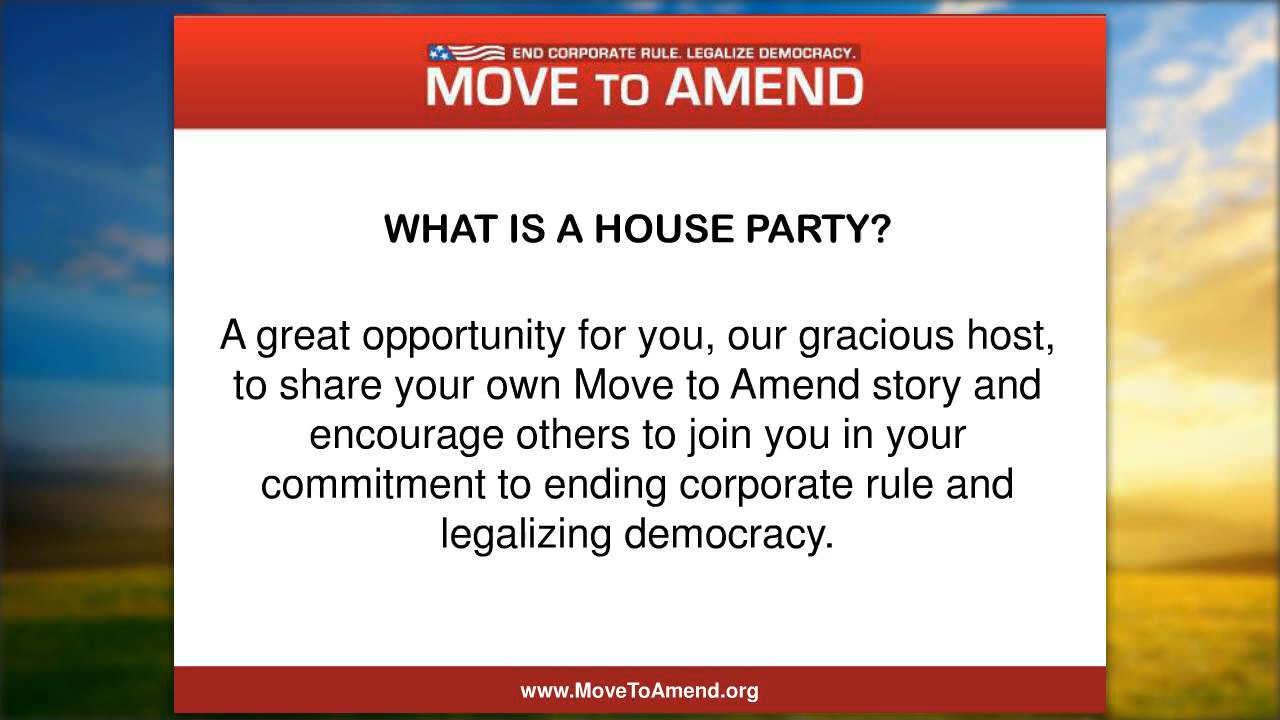 END CORPORATE RULE. LEGALIZE DEMOCRACY.
MOVE TO AMEND
WHAT IS A HOUSE PARTY?
A great opportunity for you, our gracious host,
to share your own Move to Amend story and
encourage others to join you in your
commitment to ending corporate rule and
legalizing democracy.
www.MoveToAmend.org